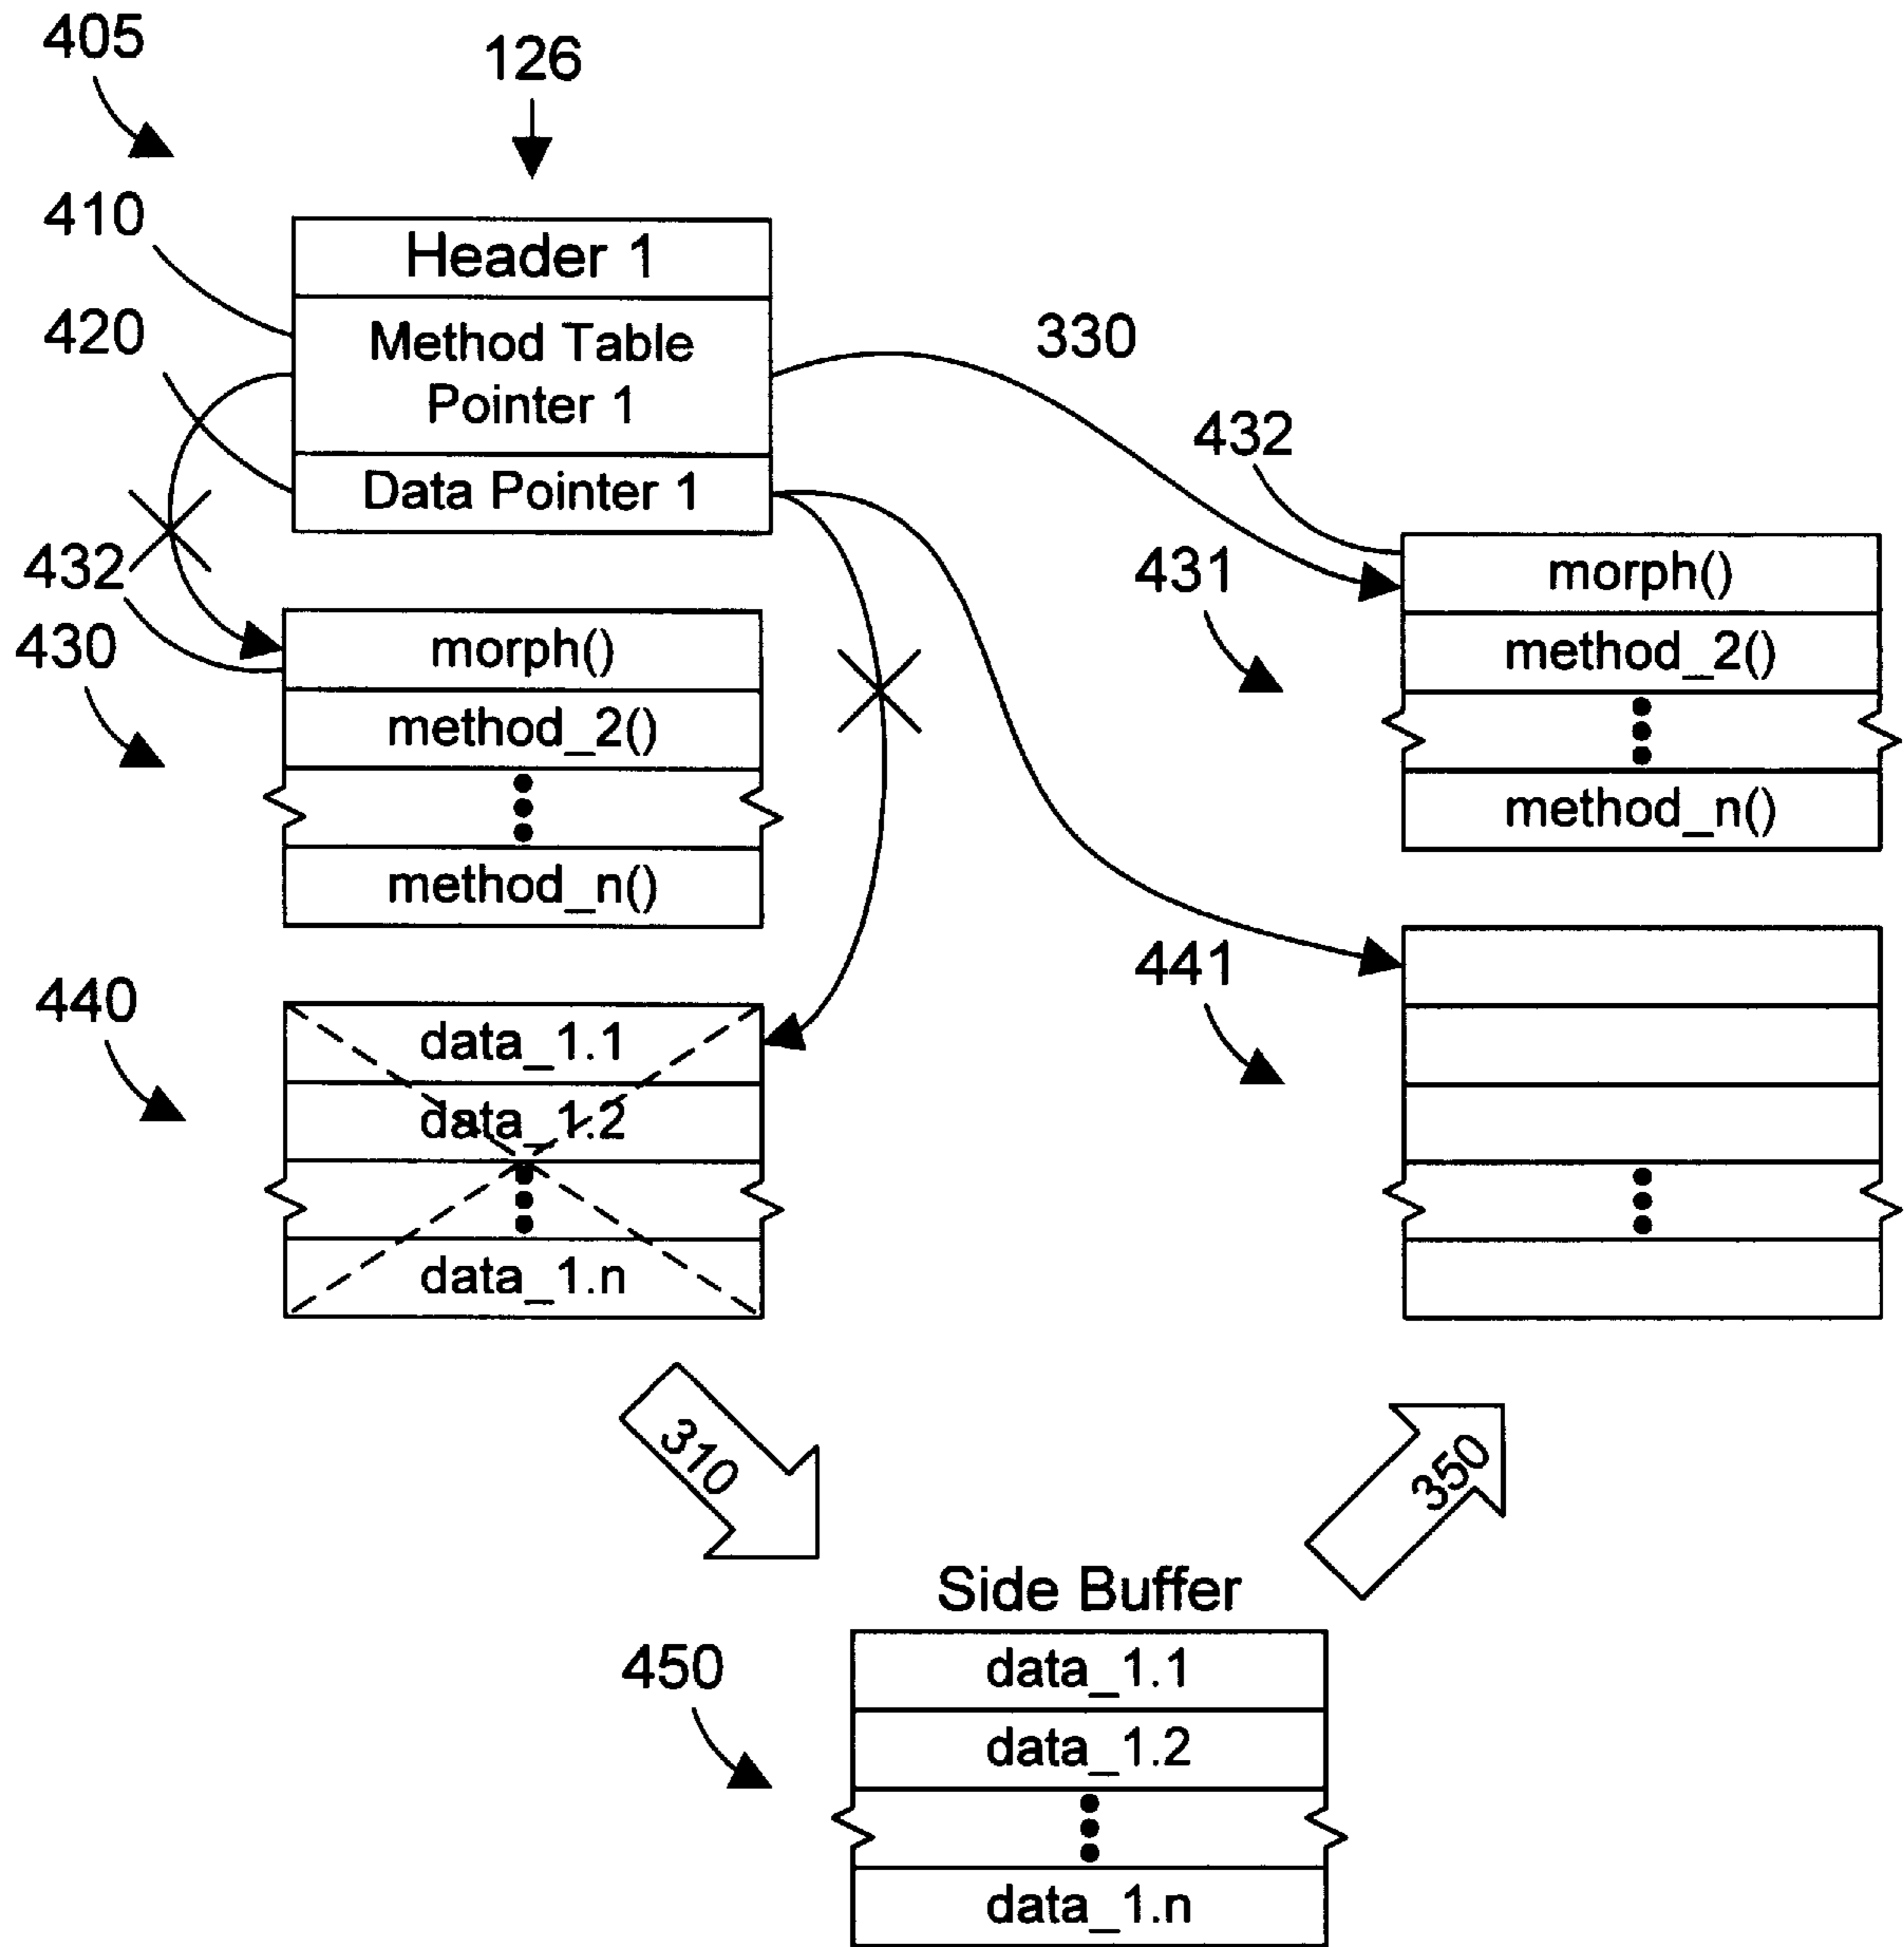 405
126
410
Header 1
420
Method Table
Pointer 1
330
432
Data Pointer 1
432
431
morph()
430
morph()
method_2()
method_2()
method_n()
method_n()
440
441
data_1.1
data_1.2
data_1.n
310
350
Side Buffer
450
data_1.1
data_1.2
data_1.n